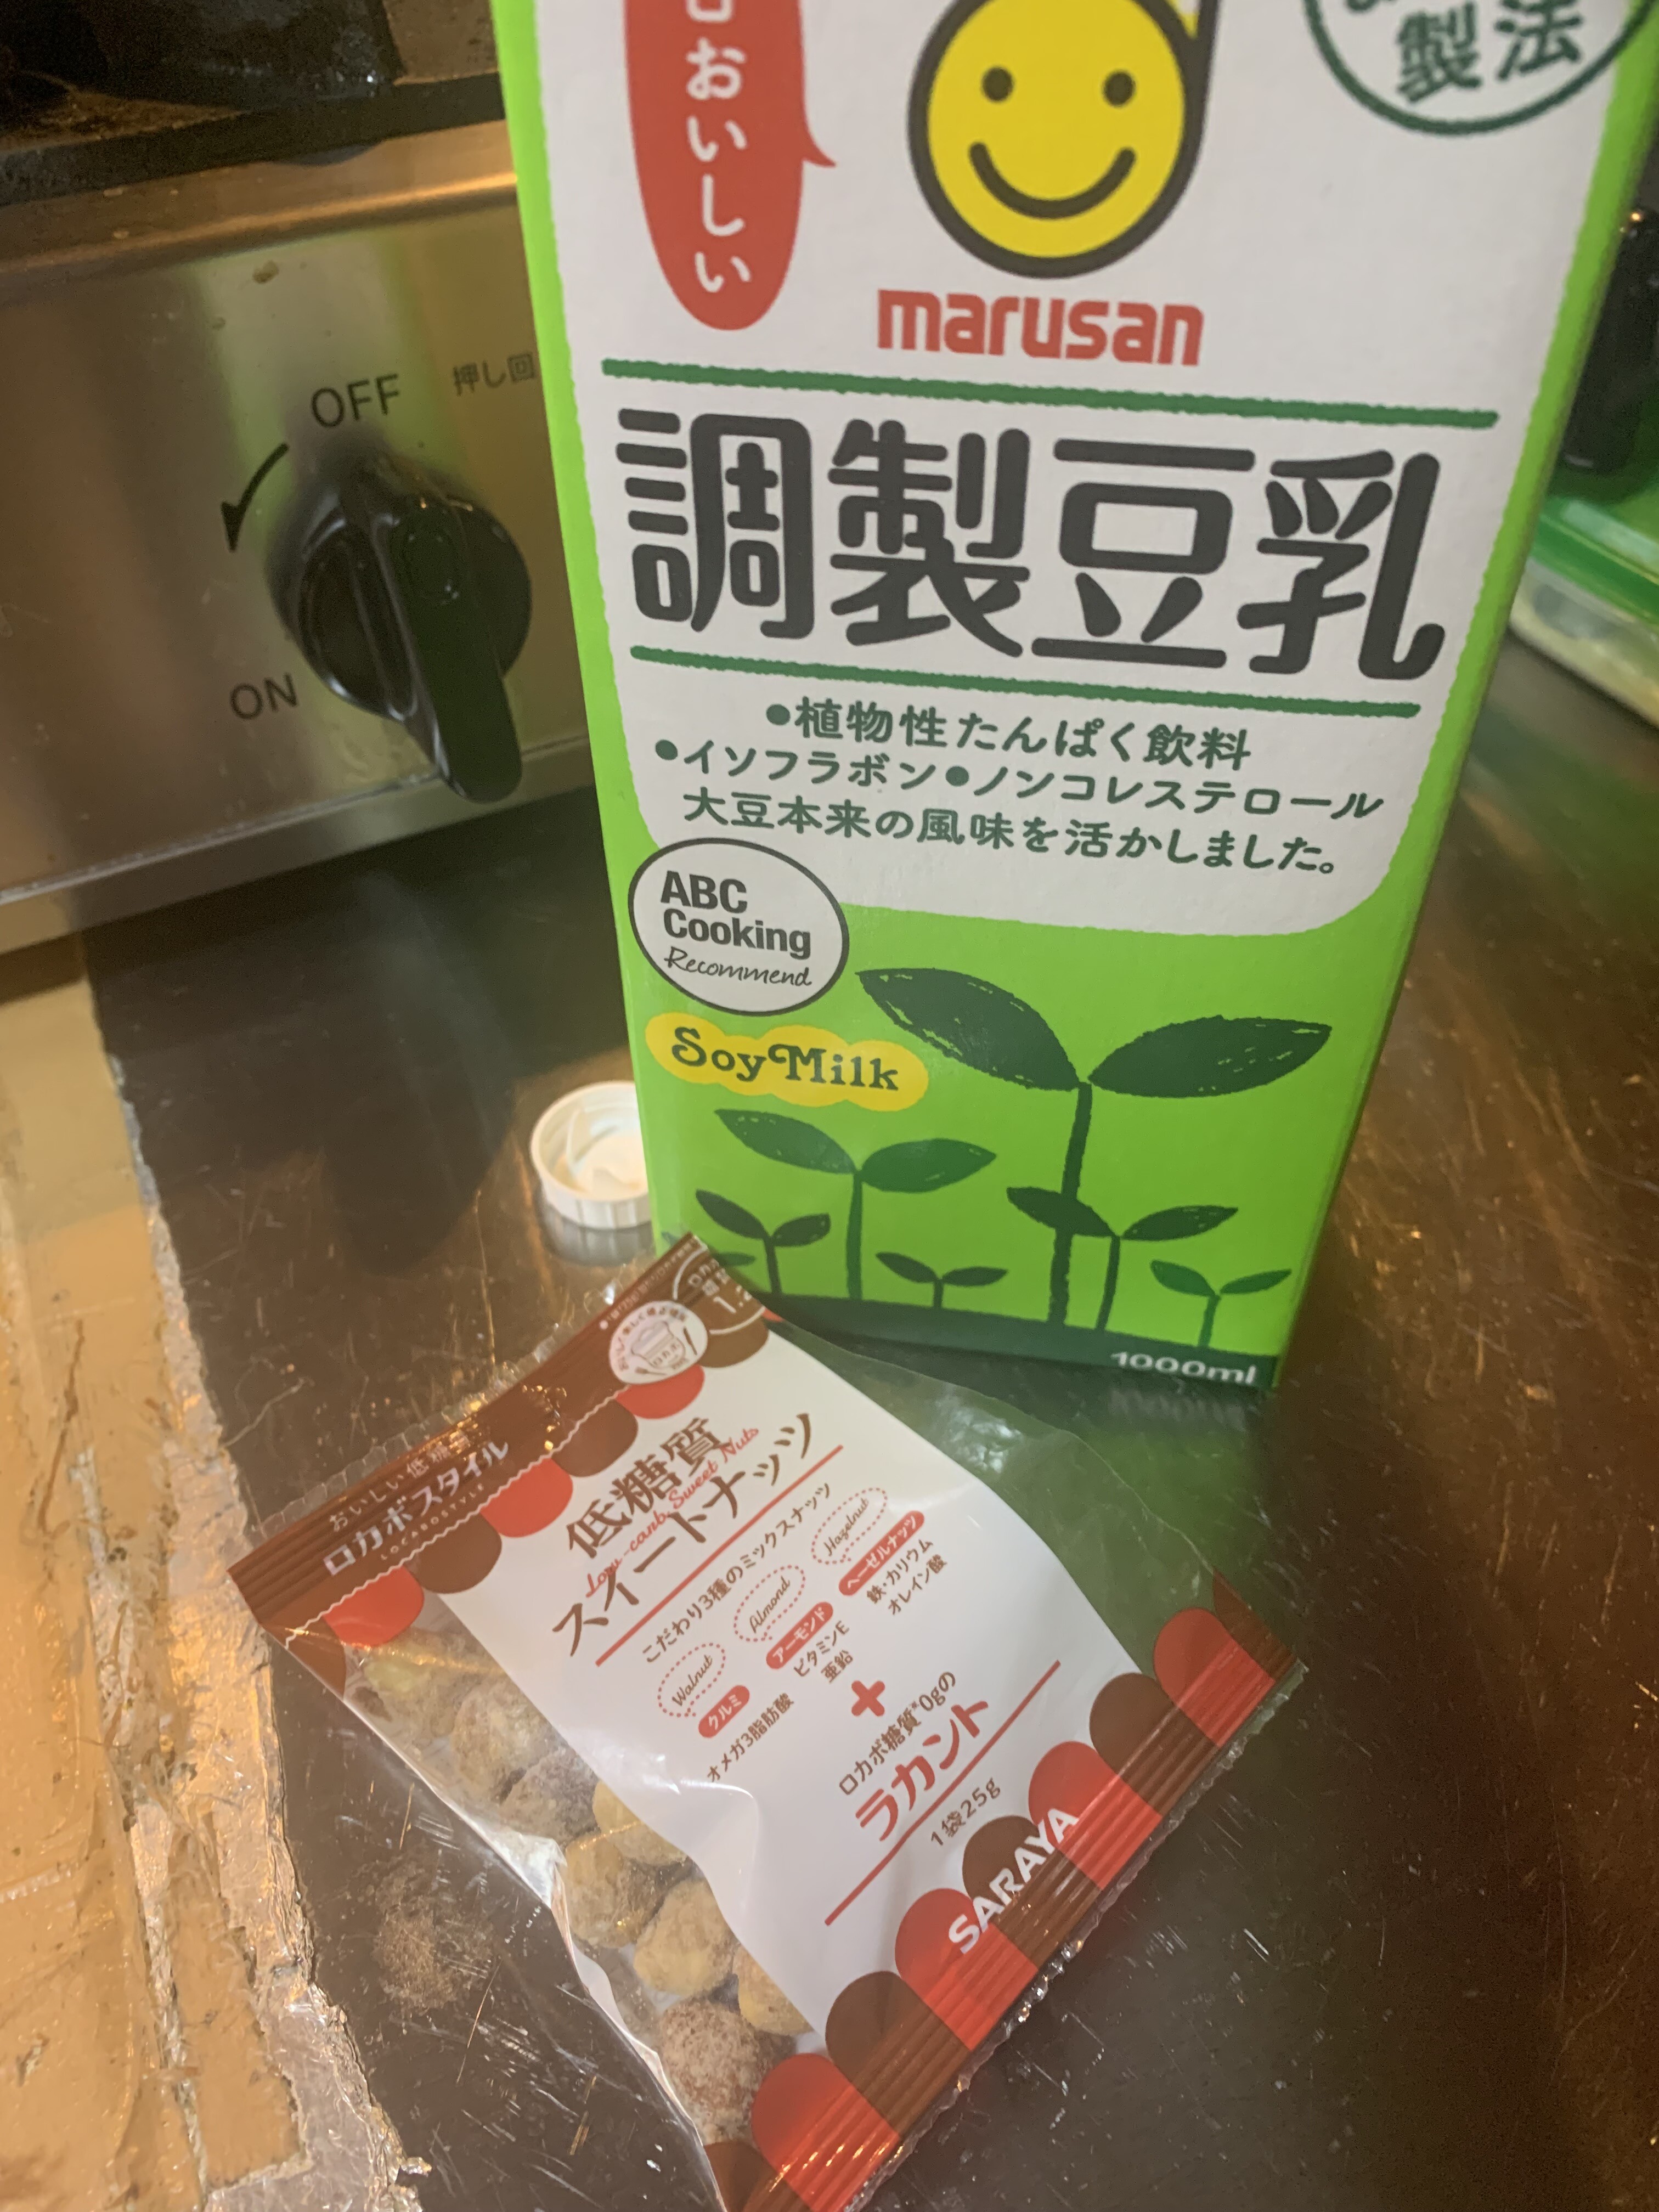 おいしい
製法
marusan
OFF
押し回
ON
調製豆乳
●植物性たんぱく飲料
●イソフラボン●ノンコレステロール
大豆本来の風味を活かしました。
ABC
Cooking
Recommend
Soy Milk
1000ml
おいしい低糖
ロカボスタイル
LOCABOSTYLE
低糖質
Low-carb Sweet Nuts
スイートナッツ
こだわり3種のミックスナッツ
Walnut
クルミ
オメガ3脂肪酸
Almond
アーモンド
ビタミンE
亜鉛
Hazelnut
ヘーゼルナッツ
鉄・カリウム
オレイン酸
+
ロカボ糖質*0gの
ラカント
1袋25g
SARAYA